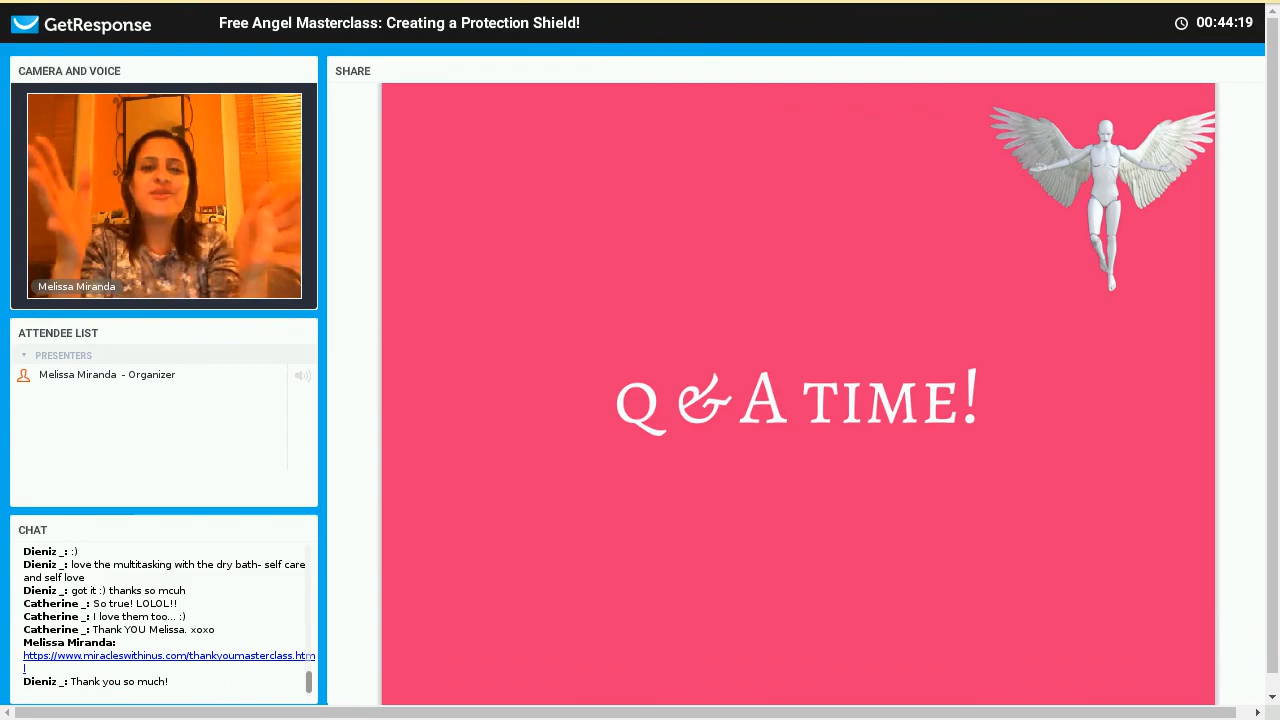 GetResponse
Free Angel Masterclass: Creating a Protection Shield!
00:44:19
CAMERA AND VOICE
Melissa Miranda
ATTENDEE LIST
PRESENTERS
Melissa Miranda - Organizer
CHAT
Dieniz _: :)
Dieniz _: love the multitasking with the dry bath- self care
and self love
Dieniz _: got it :) thanks so mcuh
Catherine _: So true! LOLOL!!
Catherine _: I love them too... :)
Catherine _: Thank YOU Melissa. xoxo
Melissa Miranda:
https://www.miracleswithinus.com/thankyoumasterclass.htm
l
Dieniz _: Thank you so much!
SHARE
Q & A TIME!